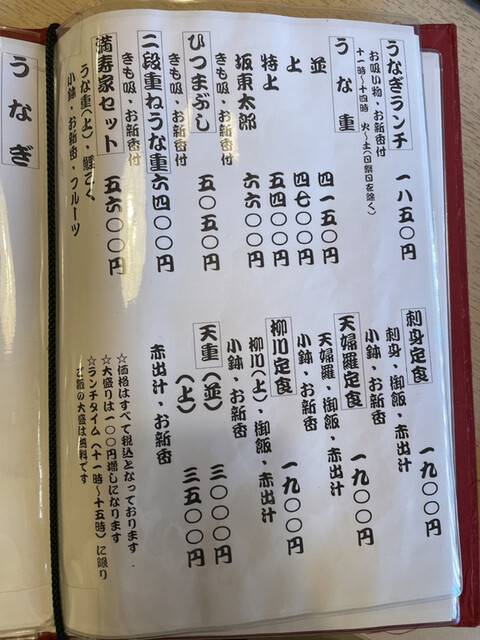 うなぎランチ 一八五〇円
お吸い物・お新香付
十一時〜十四時 火〜土(日祭日を除く)
うな重
並 四一五〇円
上 四七〇〇円
特上 五四〇〇円
坂東太郎 六六〇〇円
きも吸・お新香付
ひつまぶし 五〇五〇円
きも吸・お新香付
二段重ねうな重 六四〇〇円
きも吸・お新香付
満寿家セット 五六〇〇円
うな重(上)・鯉こく
小鉢・お新香・フルーツ
刺身定食 一九〇〇円
刺身・御飯・赤出汁
小鉢・お新香
天婦羅定食 一九〇〇円
天婦羅・御飯・赤出汁
小鉢・お新香
柳川定食 一九〇〇円
柳川(上)・御飯・赤出汁
小鉢・お新香
天重(並) 三〇〇〇円
(上) 三五〇〇円
赤出汁・お新香
☆価格はすべて税込となっております.
☆大盛りは一〇〇円増しになります
☆ランチタイム(十一時〜十五時)に限り
ご飯の大盛は無料です
うなぎ